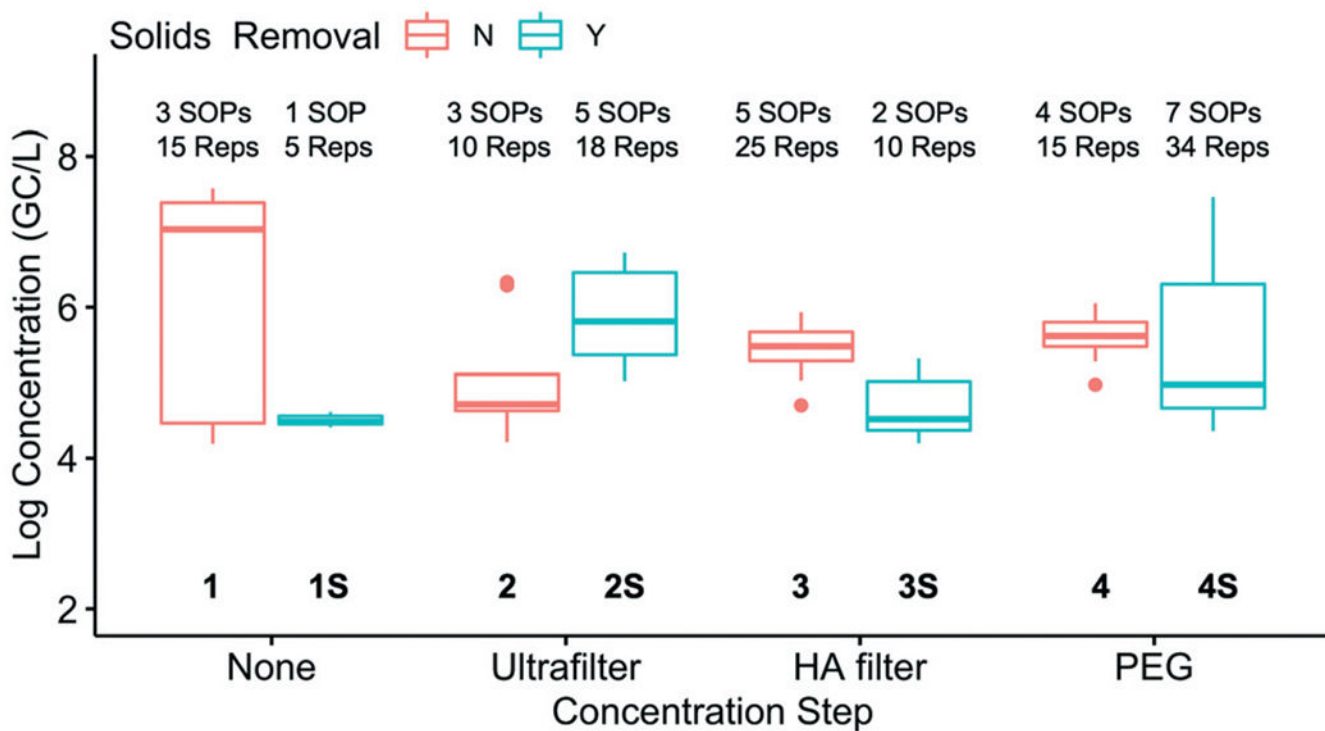 Solids Removal N Y
3 SOPs 1 SOP 3 SOPs 5 SOPs 5 SOPs 2 SOPs 4 SOPs 7 SOPs
15 Reps 5 Reps 10 Reps 18 Reps 25 Reps 10 Reps 15 Reps 34 Reps
Log Concentration (GC/L)
8
6
4
2
1 1S 2 2S 3 3S 4 4S
None Ultrafilter HA filter PEG
Concentration Step